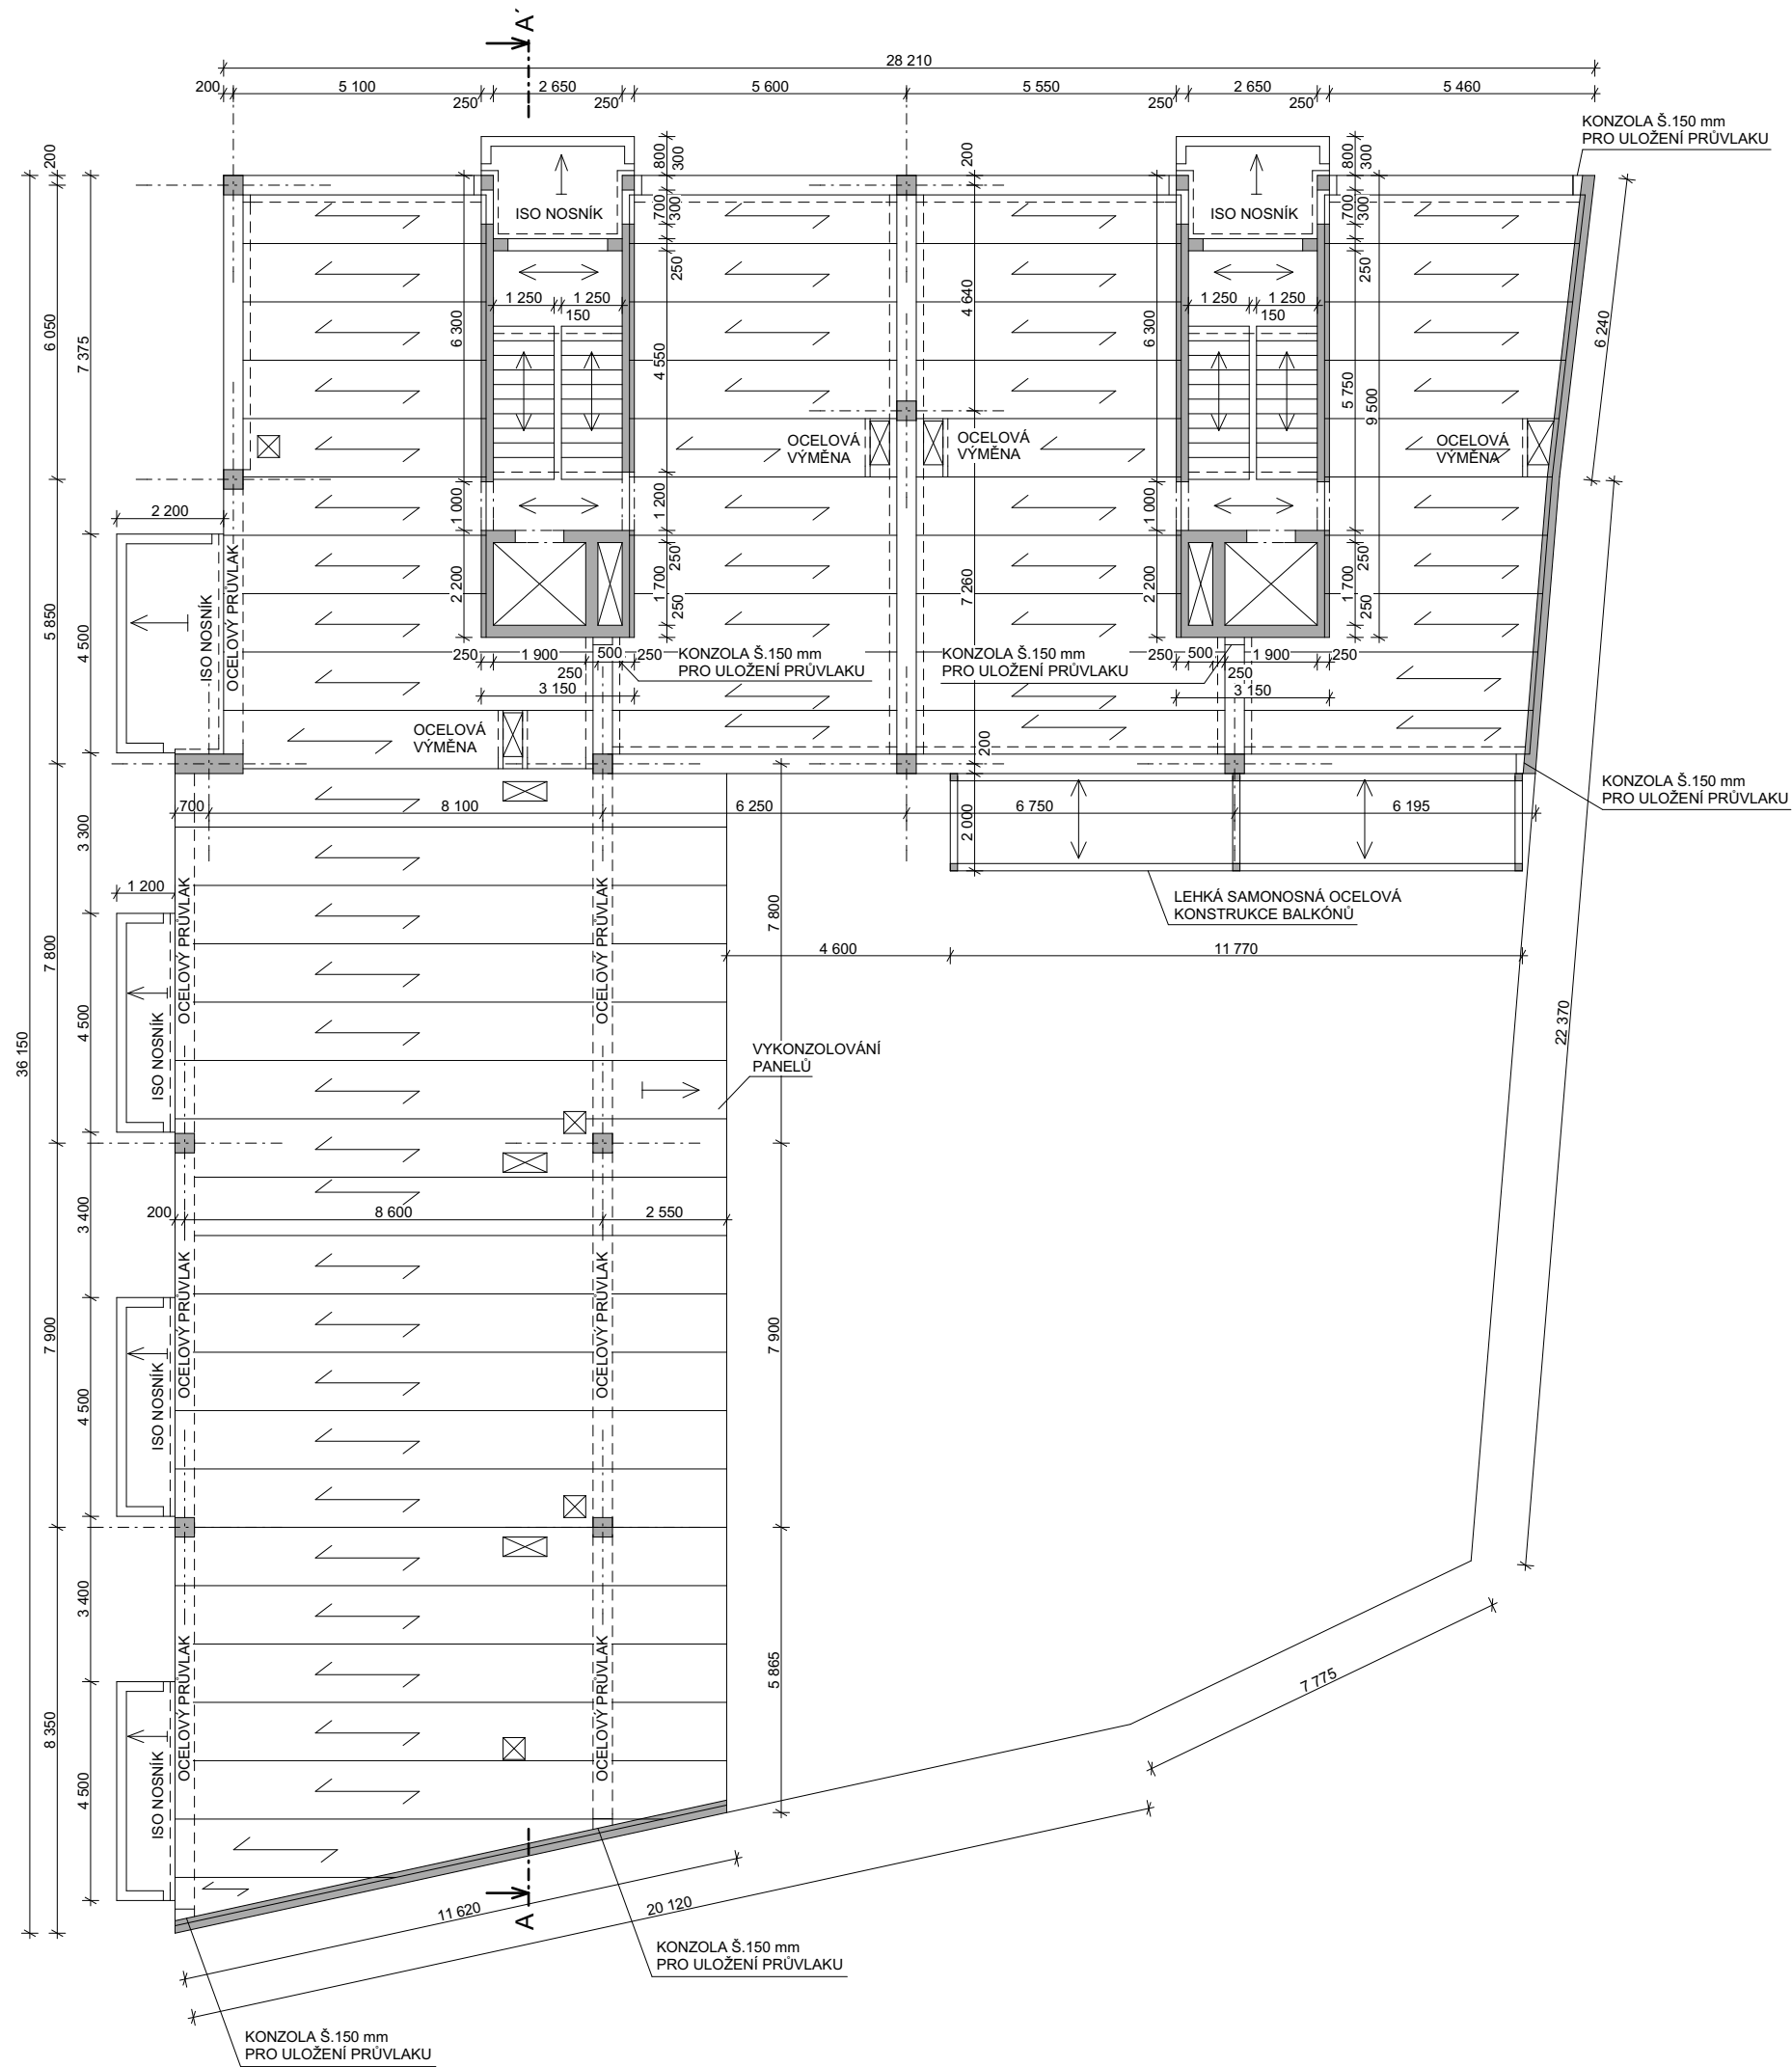 A'
28 210
200
5 100
2 650
5 600
5 550
2 650
5 460
250
250
250
250
KONZOLA Š.150 mm
PRO ULOŽENÍ PRŮVLAKU
200
800
300
200
800
300
ISO NOSNÍK
ISO NOSNÍK
700
300
700
300
250
250
1 250
1 250
150
1 250
1 250
150
6 050
7 375
6 300
4 550
4 640
6 300
5 750
9 500
6 240
OCELOVÁ
VÝMĚNA
OCELOVÁ
VÝMĚNA
OCELOVÁ
VÝMĚNA
2 200
1 000
1 200
1 000
250
250
5 850
4 500
ISO NOSNÍK
OCELOVÝ PRŮVLAK
2 200
1 700
7 260
2 200
1 700
250
250
250
1 900
500
250
250
3 150
KONZOLA Š.150 mm
PRO ULOŽENÍ PRŮVLAKU
KONZOLA Š.150 mm
PRO ULOŽENÍ PRŮVLAKU
250
500
1 900
250
250
3 150
OCELOVÁ
VÝMĚNA
200
KONZOLA Š.150 mm
PRO ULOŽENÍ PRŮVLAKU
700
8 100
6 250
6 750
6 195
2 000
3 300
1 200
LEHKÁ SAMONOSNÁ OCELOVÁ
KONSTRUKCE BALKÓNŮ
7 800
4 500
ISO NOSNÍK
OCELOVÝ PRŮVLAK
OCELOVÝ PRŮVLAK
7 800
4 600
11 770
36 150
22 370
VYKONZOLOVÁNÍ
PANELŮ
3 400
200
8 600
2 550
7 900
4 500
ISO NOSNÍK
OCELOVÝ PRŮVLAK
OCELOVÝ PRŮVLAK
7 900
3 400
7 775
8 350
4 500
ISO NOSNÍK
OCELOVÝ PRŮVLAK
OCELOVÝ PRŮVLAK
5 865
11 620
20 120
A
KONZOLA Š.150 mm
PRO ULOŽENÍ PRŮVLAKU
KONZOLA Š.150 mm
PRO ULOŽENÍ PRŮVLAKU